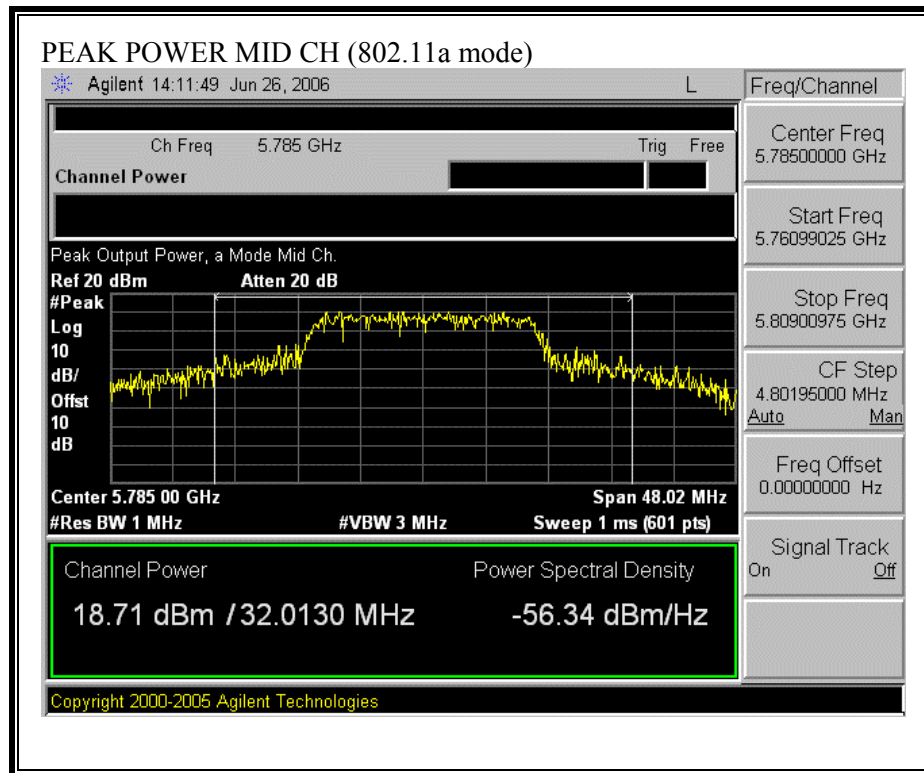 PEAK POWER MID CH (802.11a mode)
Agilent 14:11:49 Jun 26, 2006 L
Freq/Channel
Ch Freq 5.785 GHz Trig Free
Channel Power
Center Freq
5.78500000 GHz
Start Freq
5.76099025 GHz
Stop Freq
5.80900975 GHz
CF Step
4.80195000 MHz
Auto Man
Freq Offset
0.00000000 Hz
Signal Track
On Off
Peak Output Power, a Mode Mid Ch.
Ref 20 dBm Atten 20 dB
#Peak
Log
10
dB/
Offst
10
dB
Center 5.785 00 GHz Span 48.02 MHz
#Res BW 1 MHz #VBW 3 MHz Sweep 1 ms (601 pts)
Channel Power Power Spectral Density
18.71 dBm / 32.0130 MHz -56.34 dBm/Hz
Copyright 2000-2005 Agilent Technologies